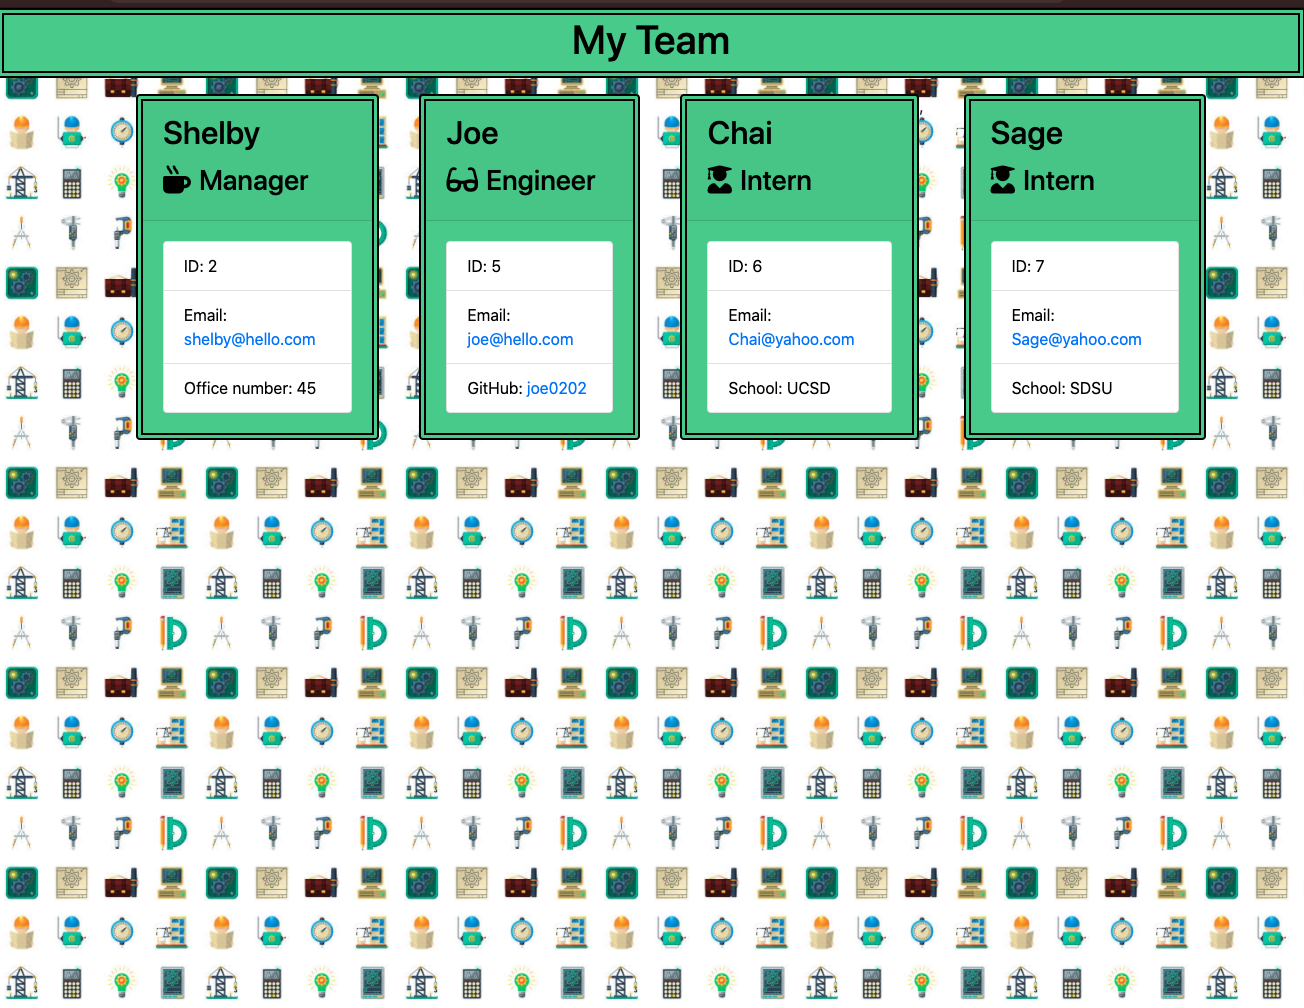 My Team
Shelby
Manager
ID: 2
Email:
shelby@hello.com
Office number: 45
Joe
Engineer
ID: 5
Email:
joe@hello.com
GitHub: joe0202
Chai
Intern
ID: 6
Email:
Chai@yahoo.com
School: UCSD
,
Sage
Intern
ID: 7
Email:
Sage@yahoo.com
School: SDSU